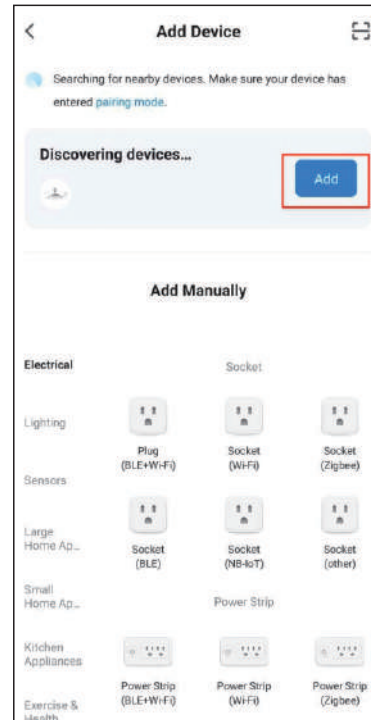 Add Device
Searching for nearby devices. Make sure your device has
entered pairing mode.
Discovering devices...
Add
Add Manually
Electrical
Socket
Lighting
Plug
(BLE+Wi-Fi)
Socket
(Wi-Fi)
Socket
(Zigbee)
Sensors
Large
Home Ap...
Socket
(BLE)
Socket
(NB-IoT)
Socket
(other)
Small
Home Ap...
Power Strip
Kitchen
Appliances
Power Strip
(BLE+Wi-Fi)
Power Strip
(Wi-Fi)
Power Strip
(Zigbee)
Exercise &
Health